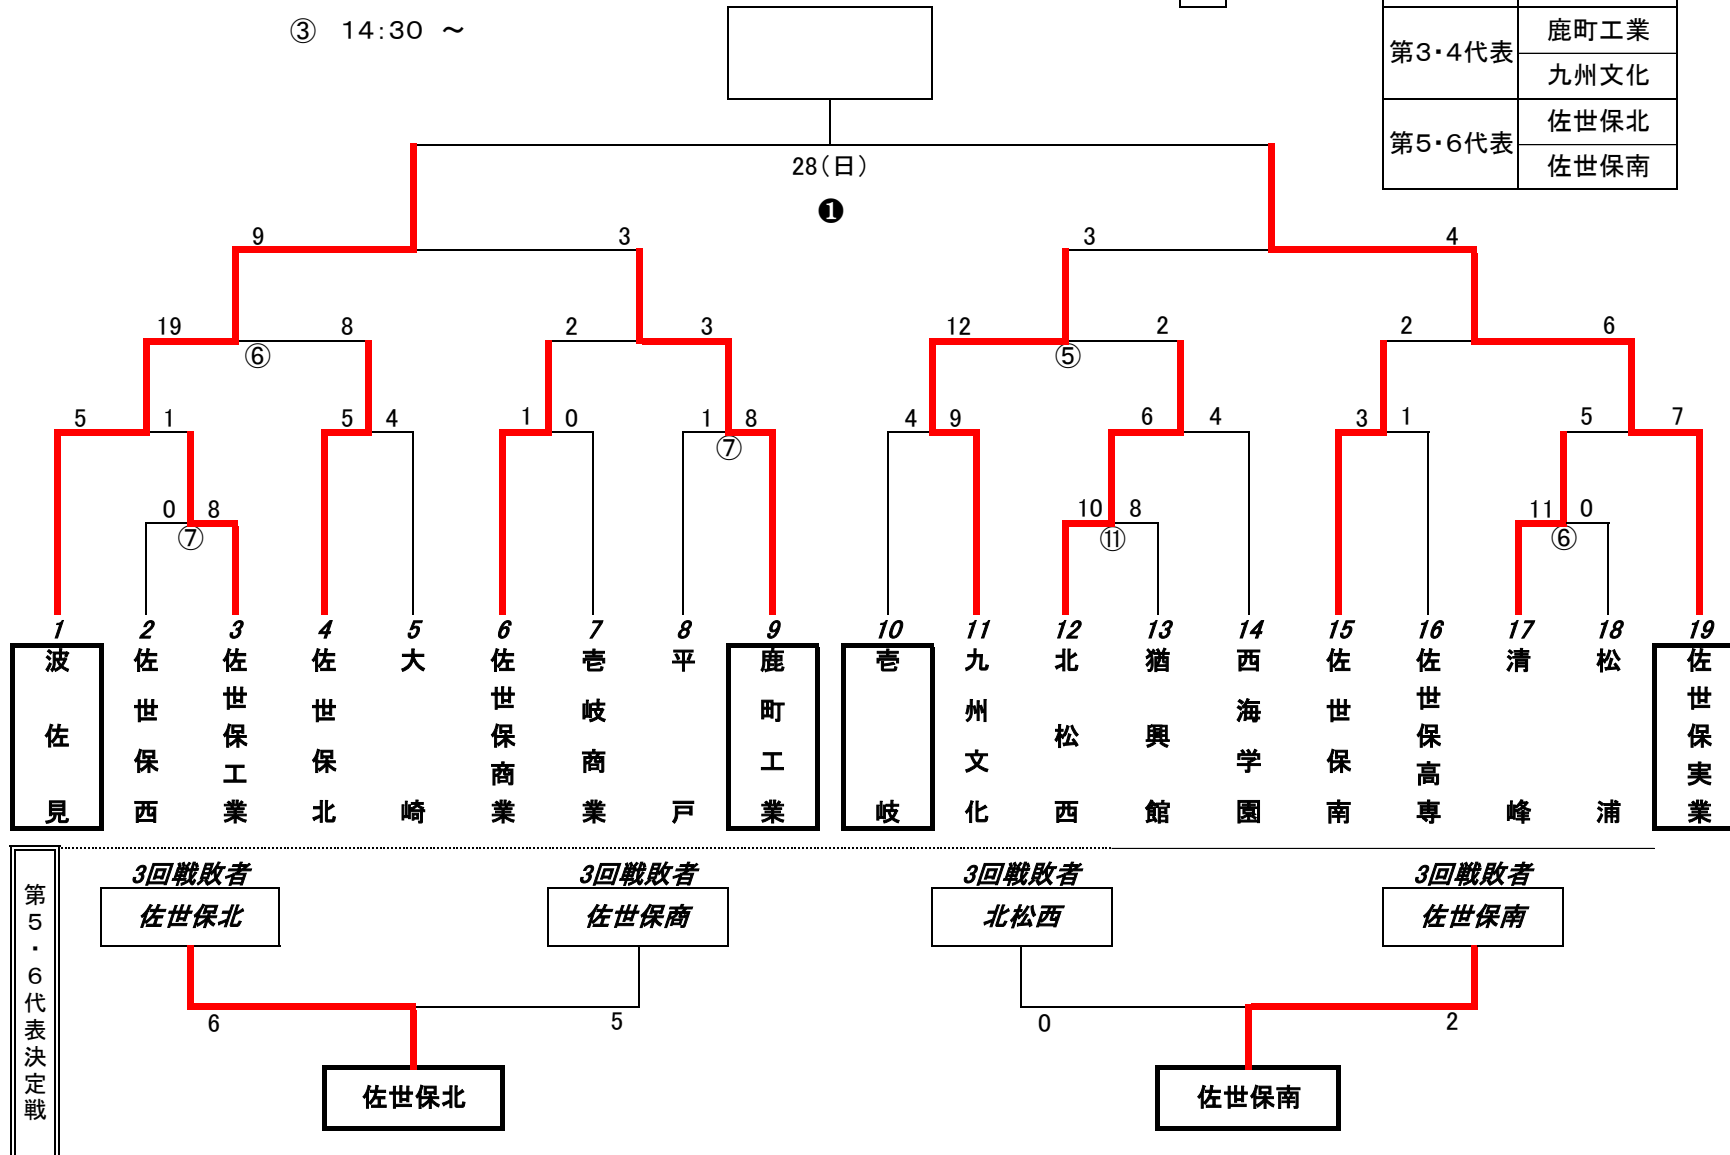 ③ 14:30 ～
第3・4代表
鹿町工業
九州文化
第5・6代表
佐世保北
佐世保南
28(日)
❶
9 3 3 4
19 8 2 3 12 2 2 6
⑥ ⑤
5 1 5 4 1 0 1 8 4 9 6 4 3 1 5 7
⑦
0 8 10 8 11 0
⑦ ⑪ ⑥
1 2 3 4 5 6 7 8 9 10 11 12 13 14 15 16 17 18 19
波佐見
佐世保西
佐世保工業
佐世保北
大崎
佐世保商業
壱岐商業
平戸
鹿町工業
壱岐
九州文化
北松西
猶興館
西海学園
佐世保南
佐世保高専
清峰
松浦
佐世保実業
第5・6代表決定戦
3回戦敗者 3回戦敗者 3回戦敗者 3回戦敗者
佐世保北 佐世保商 北松西 佐世保南
6 5 0 2
佐世保北 佐世保南